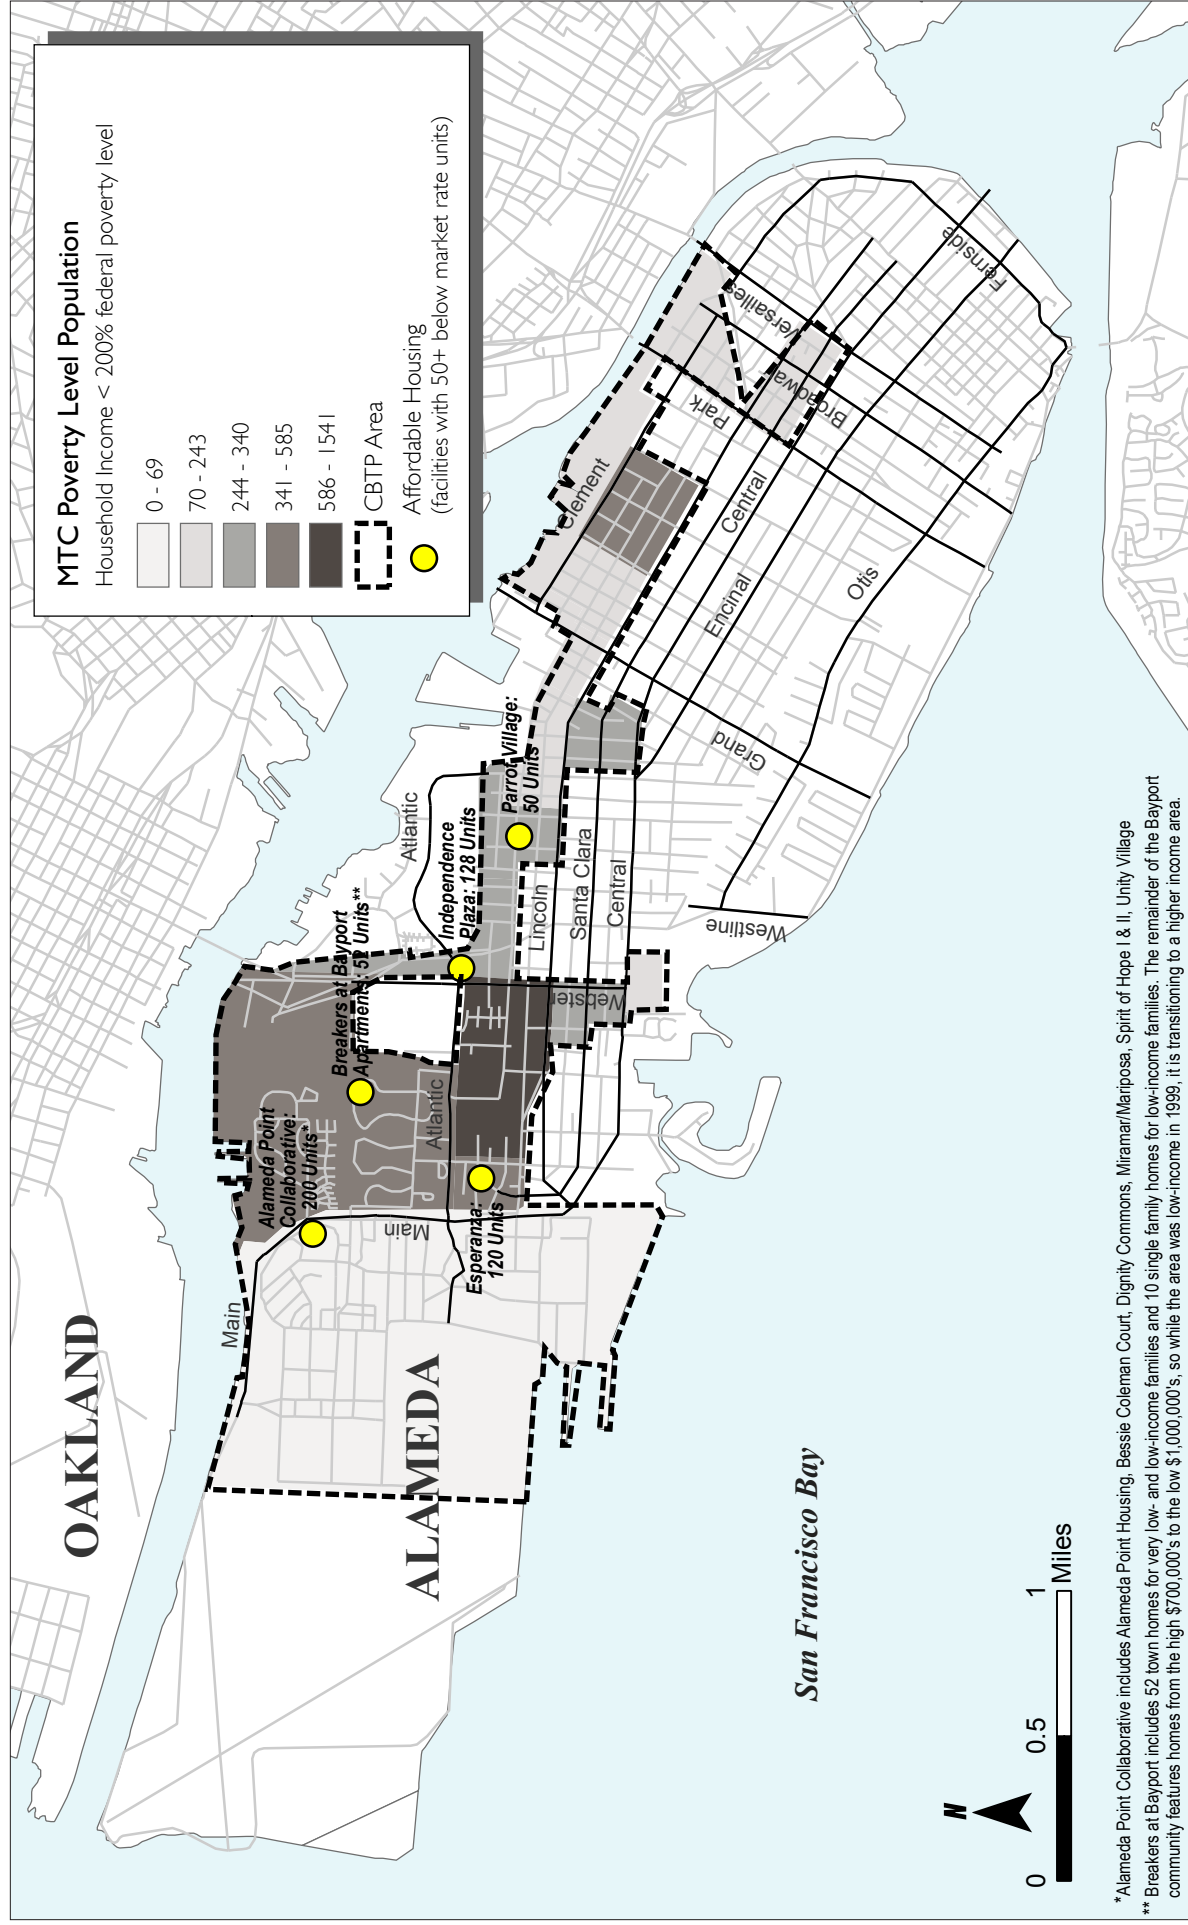 MTC Poverty Level Population
Household Income < 200% federal poverty level
0 - 69
70 - 243
244 - 340
341 - 585
586 - 1541
CBTP Area
Affordable Housing
(facilities with 50+ below market rate units)
OAKLAND
ALAMEDA
San Francisco Bay
Main
Main
Alameda Point
Collaborative:
200 Units*
Breakers at Bayport
Apartments: 52 Units**
Independence
Plaza: 128 Units
Parrot Village:
50 Units
Esperanza:
120 Units
Atlantic
Atlantic
Lincoln
Santa Clara
Central
Webster
Westline
Grand
Clement
Park
Versailles
Broadway
Fernside
Central
Encinal
Otis
N
0
0.5
1
Miles
*Alameda Point Collaborative includes Alameda Point Housing, Bessie Coleman Court, Dignity Commons, Miramar/Mariposa, Spirit of Hope I & II, Unity Village
** Breakers at Bayport includes 52 town homes for very low- and low-income families and 10 single family homes for low-income families. The remainder of the Bayport
community features homes from the high $700,000's to the low $1,000,000's, so while the area was low-income in 1999, it is transitioning to a higher income area.